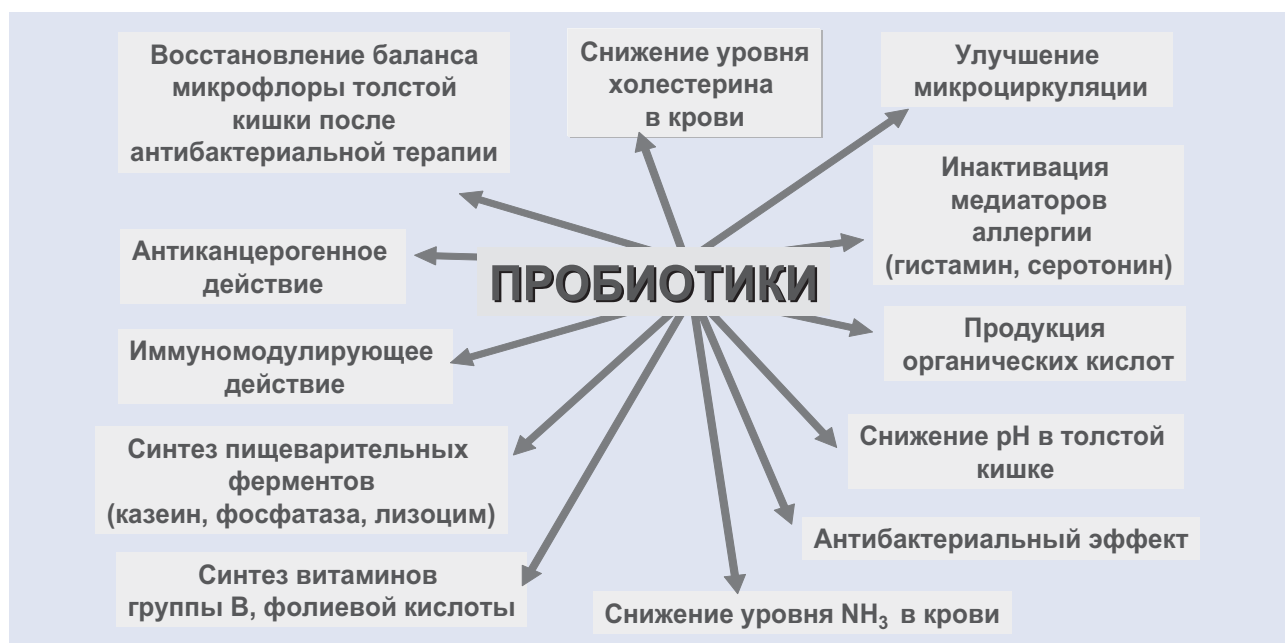 Восстановление баланса
микрофлоры толстой
кишки после
антибактериальной терапии
Снижение уровня
холестерина
в крови
Улучшение
микроциркуляции
Инактивация
медиаторов
аллергии
(гистамин, серотонин)
Антиканцерогенное
действие
ПРОБИОТИКИ
Продукция
органических кислот
Иммуномодулирующее
действие
Снижение pH в толстой
кишке
Синтез пищеварительных
ферментов
(казеин, фосфатаза, лизоцим)
Антибактериальный эффект
Синтез витаминов
группы В, фолиевой кислоты
Снижение уровня NH₃ в крови